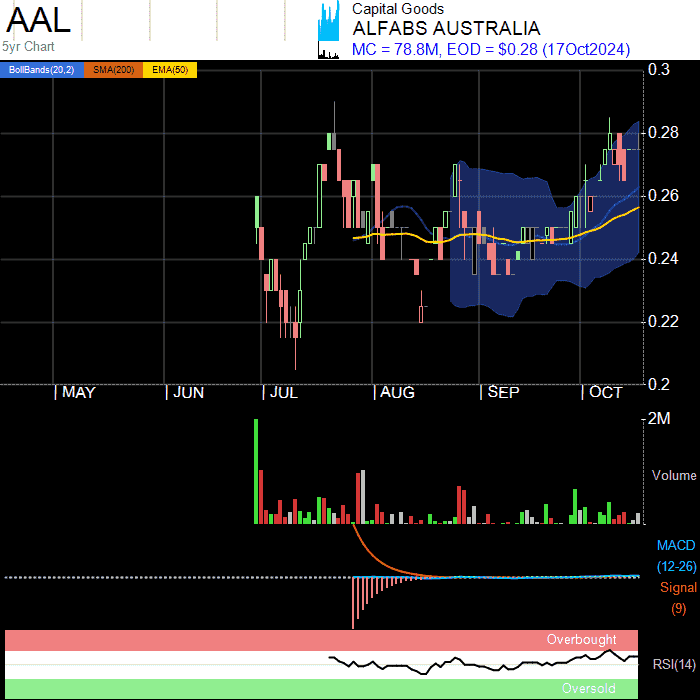 AAL
5yr Chart
Capital Goods
ALFABS AUSTRALIA
MC = 78.8M, EOD = $0.28 (17Oct2024)
BollBands(20,2) SMA(200) EMA(50)
0.3
0.28
0.26
0.24
0.22
0.2
MAY JUN JUL AUG SEP OCT
2M
Volume
MACD
(12-26)
Signal
(9)
Overbought
RSI(14)
Oversold